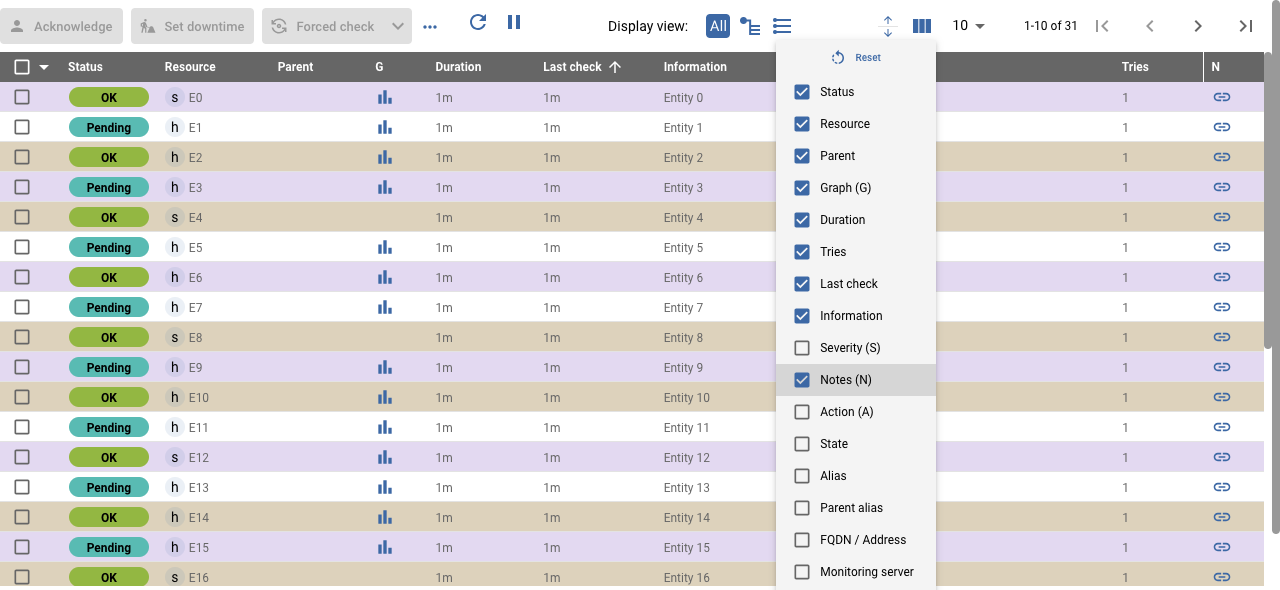 Acknowledge Set downtime Forced check Display view: All 10 1-10 of 31
Status Resource Parent G Duration Last check Information Tries N
OK s E0 1m 1m Entity 0 1
Pending h E1 1m 1m Entity 1 1
OK h E2 1m 1m Entity 2 1
Pending h E3 1m 1m Entity 3 1
OK s E4 1m 1m Entity 4 1
Pending h E5 1m 1m Entity 5 1
OK h E6 1m 1m Entity 6 1
Pending h E7 1m 1m Entity 7 1
OK s E8 1m 1m Entity 8 1
Pending h E9 1m 1m Entity 9 1
OK h E10 1m 1m Entity 10 1
Pending h E11 1m 1m Entity 11 1
OK s E12 1m 1m Entity 12 1
Pending h E13 1m 1m Entity 13 1
OK h E14 1m 1m Entity 14 1
Pending h E15 1m 1m Entity 15 1
OK s E16 1m 1m Entity 16 1
Reset
Status
Resource
Parent
Graph (G)
Duration
Tries
Last check
Information
Severity (S)
Notes (N)
Action (A)
State
Alias
Parent alias
FQDN / Address
Monitoring server